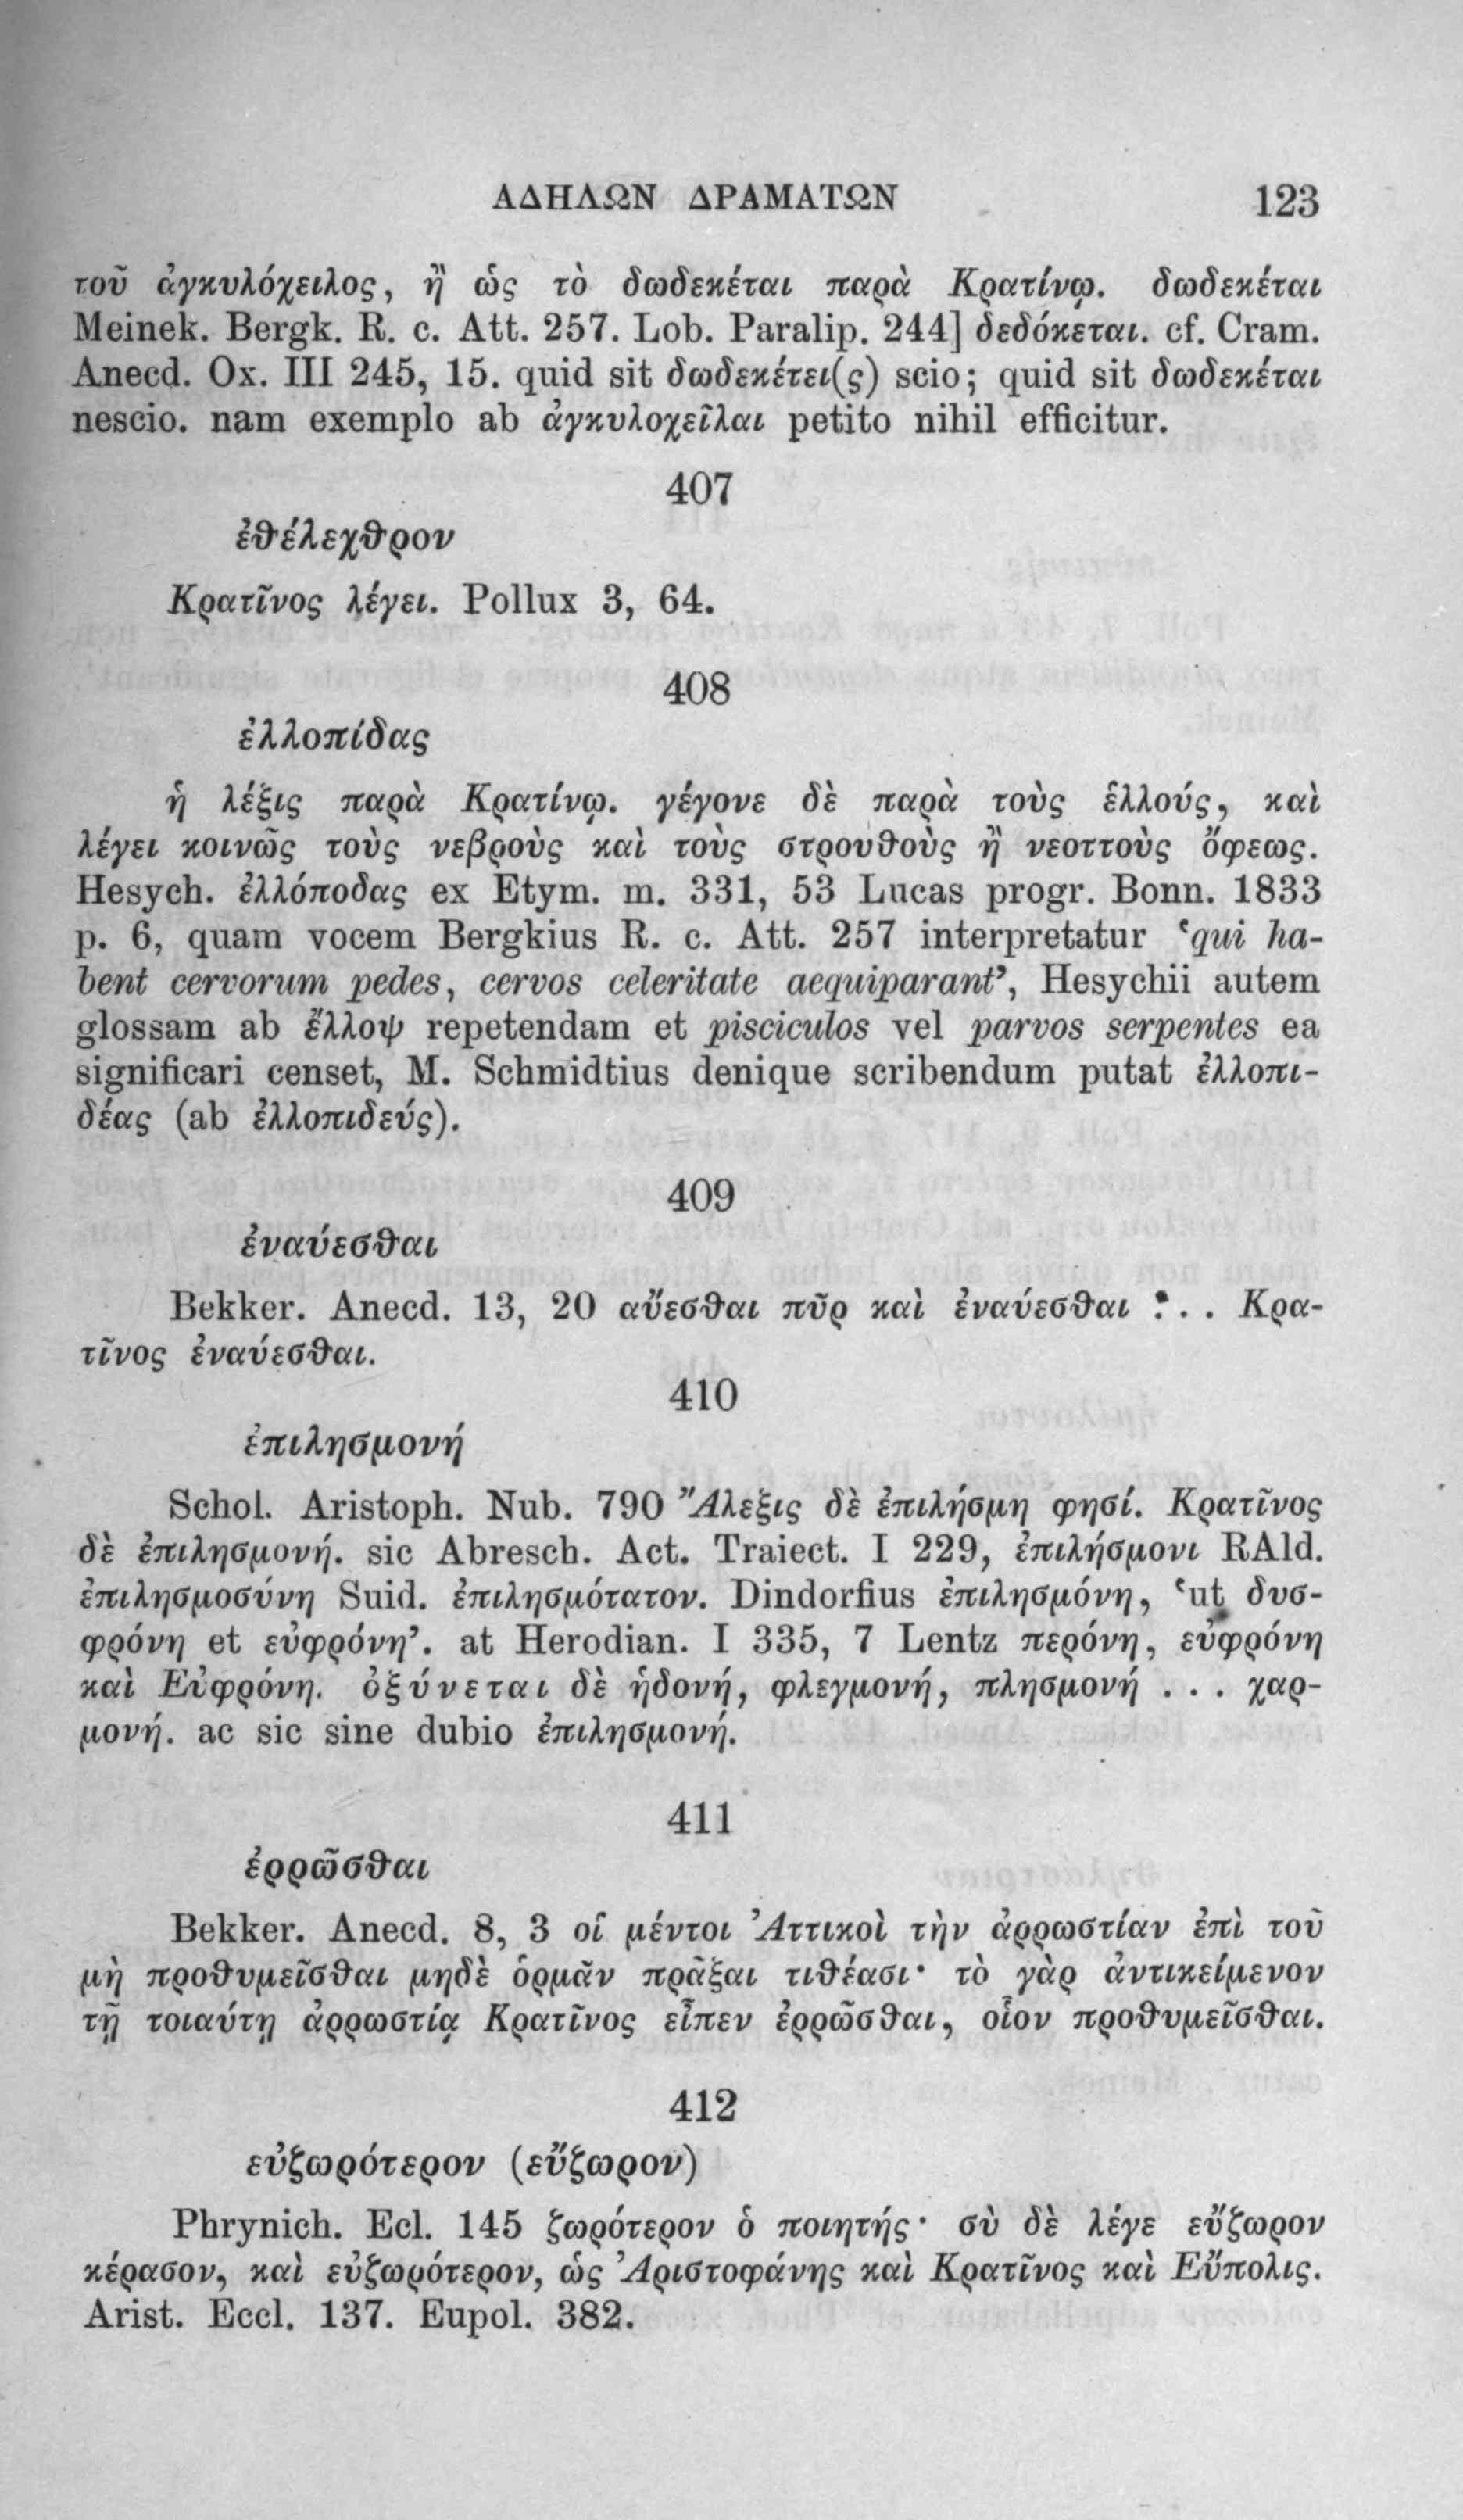 ΑΔΗΛΩΝ ΔΡΑΜΑΤΩΝ 123
τοῦ ἀγκυλόχειλος, ἢ ὡς τὸ δωδεκέται παρὰ Κρατίνῳ. δωδεκέται
Meinek. Bergk. R. c. Att. 257. Lob. Paralip. 244] δεδόκεται. cf. Cram.
Anecd. Ox. III 245, 15. quid sit δωδεκέτει(ς) scio; quid sit δωδεκέται
nescio. nam exemplo ab ἀγκυλοχεῖλαι petito nihil efficitur.
407
ἐθέλεχθρον
Κρατῖνος λέγει. Pollux 3, 64.
408
ἐλλοπίδας
ἡ λέξις παρὰ Κρατίνῳ. γέγονε δὲ παρὰ τοὺς ἑλλούς, καὶ
λέγει κοινῶς τοὺς νεβροὺς καὶ τοὺς στρουθοὺς ἢ νεοττοὺς ὄφεως.
Hesych. ἐλλόποδας ex Etym. m. 331, 53 Lucas progr. Bonn. 1833
p. 6, quam vocem Bergkius R. c. Att. 257 interpretatur ‘qui ha-
bent cervorum pedes, cervos celeritate aequiparant’, Hesychii autem
glossam ab ἔλλοψ repetendam et pisciculos vel parvos serpentes ea
significari censet, M. Schmidtius denique scribendum putat ἐλλοπι-
δέας (ab ἐλλοπιδεύς).
409
ἐναύεσθαι
Bekker. Anecd. 13, 20 αὔεσθαι πῦρ καὶ ἐναύεσθαι : . . Κρα-
τῖνος ἐναύεσθαι.
410
ἐπιλησμονή
Schol. Aristoph. Nub. 790 Ἄλεξις δὲ ἐπιλήσμη φησί. Κρατῖνος
δὲ ἐπιλησμονή. sic Abresch. Act. Traiect. I 229, ἐπιλήσμονι RAld.
ἐπιλησμοσύνη Suid. ἐπιλησμότατον. Dindorfius ἐπιλησμόνη, ‘ut δυσ-
φρόνη et εὐφρόνη’. at Herodian. I 335, 7 Lentz περόνη, εὐφρόνη
καὶ Εὐφρόνη. ὀξύνεται δὲ ἡδονή, φλεγμονή, πλησμονή . . . χαρ-
μονή. ac sic sine dubio ἐπιλησμονή.
411
ἐρρῶσθαι
Bekker. Anecd. 8, 3 οἱ μέντοι Ἀττικοὶ τὴν ἀρρωστίαν ἐπὶ τοῦ
μὴ προθυμεῖσθαι μηδὲ ὁρμᾶν πρᾶξαι τιθέασι· τὸ γὰρ ἀντικείμενον
τῇ τοιαύτῃ ἀρρωστίᾳ Κρατῖνος εἶπεν ἐρρῶσθαι, οἷον προθυμεῖσθαι.
412
εὐζωρότερον (εὔζωρον)
Phrynich. Ecl. 145 ζωρότερον ὁ ποιητής· σὺ δὲ λέγε εὔζωρον
κέρασον, καὶ εὐζωρότερον, ὡς Ἀριστοφάνης καὶ Κρατῖνος καὶ Εὔπολις.
Arist. Eccl. 137. Eupol. 382.